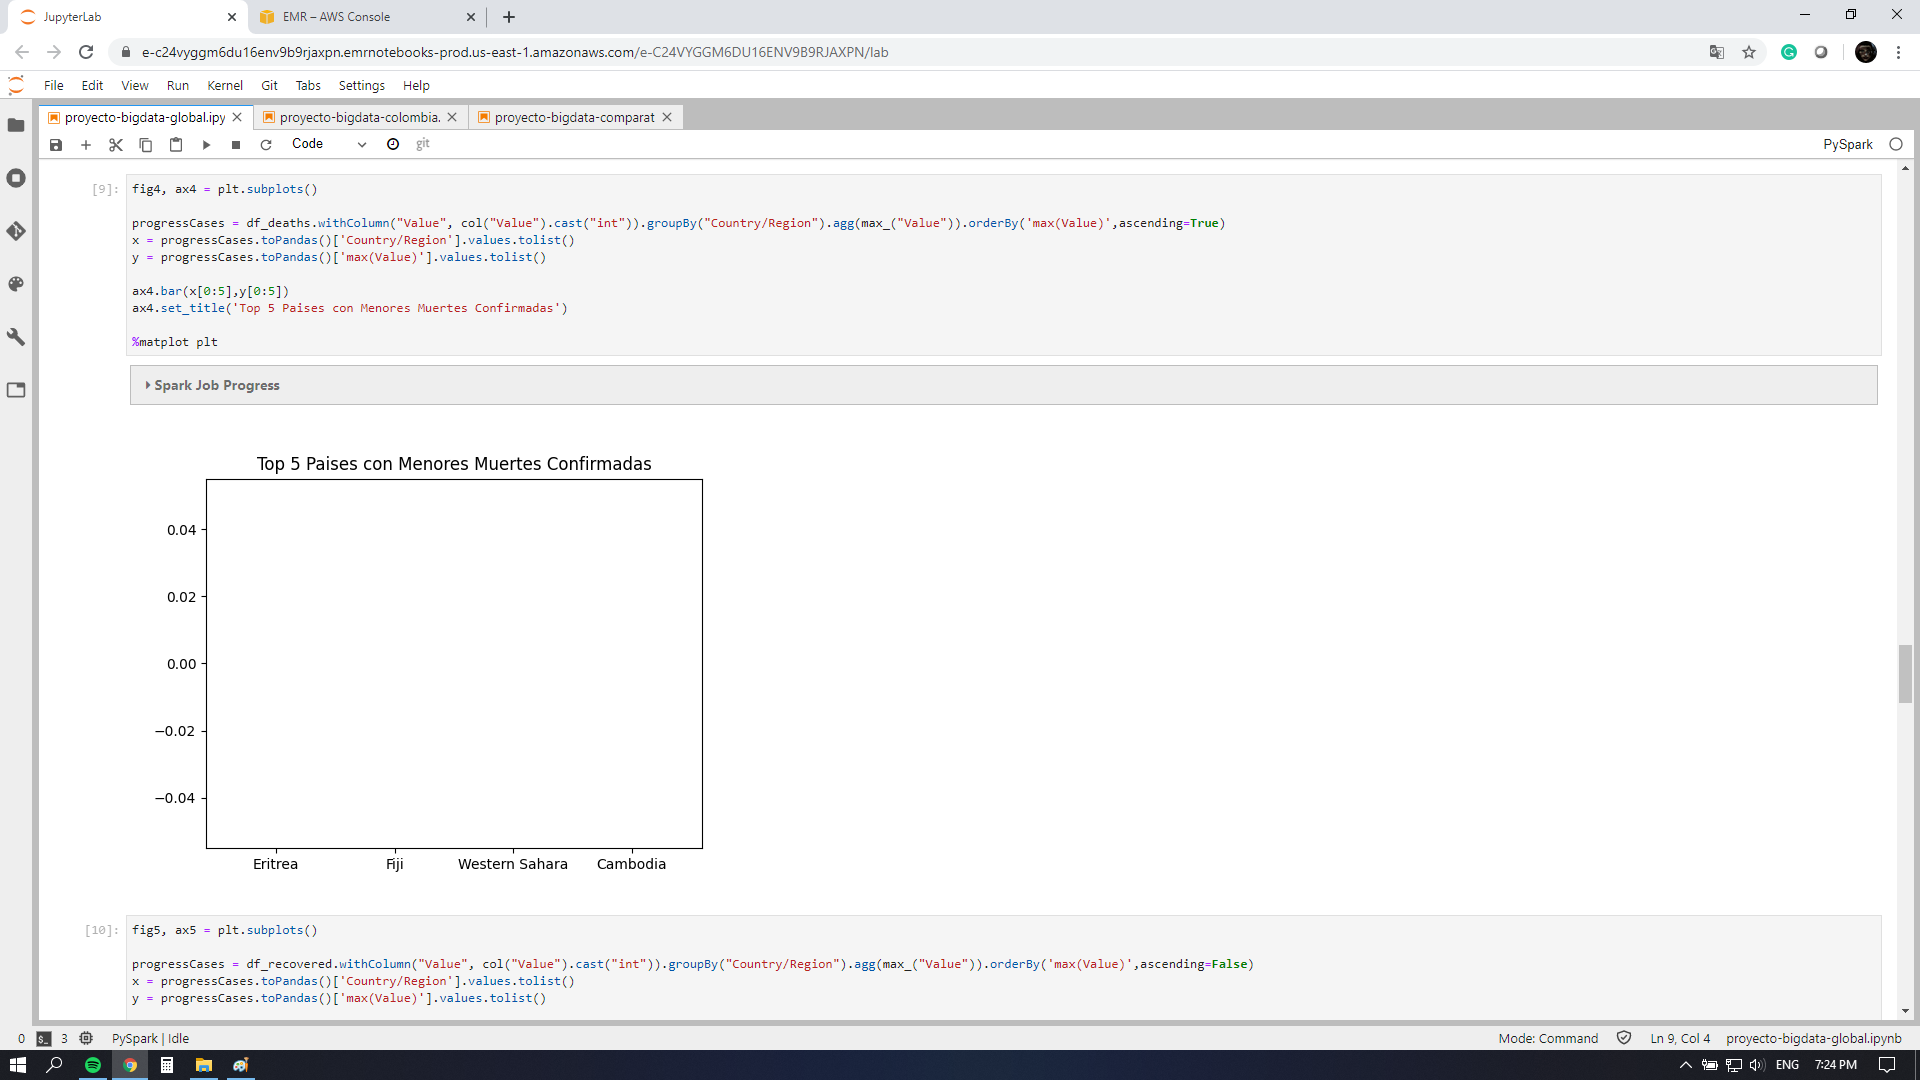 JupyterLab
EMR – AWS Console
e-c24vyggm6du16env9b9rjaxpn.emrnotebooks-prod.us-east-1.amazonaws.com/e-C24VYGGM6DU16ENV9B9RJAXPN/lab
File Edit View Run Kernel Git Tabs Settings Help
proyecto-bigdata-global.ipy
proyecto-bigdata-colombia.
proyecto-bigdata-comparat
Code
git
PySpark
[9]:
fig4, ax4 = plt.subplots()
progressCases = df_deaths.withColumn("Value", col("Value").cast("int")).groupBy("Country/Region").agg(max_("Value")).orderBy('max(Value)',ascending=True)
x = progressCases.toPandas()['Country/Region'].values.tolist()
y = progressCases.toPandas()['max(Value)'].values.tolist()
ax4.bar(x[0:5],y[0:5])
ax4.set_title('Top 5 Paises con Menores Muertes Confirmadas')
%matplot plt
Spark Job Progress
Top 5 Paises con Menores Muertes Confirmadas
0.04
0.02
0.00
−0.02
−0.04
Eritrea Fiji Western Sahara Cambodia
[10]:
fig5, ax5 = plt.subplots()
progressCases = df_recovered.withColumn("Value", col("Value").cast("int")).groupBy("Country/Region").agg(max_("Value")).orderBy('max(Value)',ascending=False)
x = progressCases.toPandas()['Country/Region'].values.tolist()
y = progressCases.toPandas()['max(Value)'].values.tolist()
0 $_ 3 PySpark | Idle
Mode: Command Ln 9, Col 4 proyecto-bigdata-global.ipynb
ENG 7:24 PM